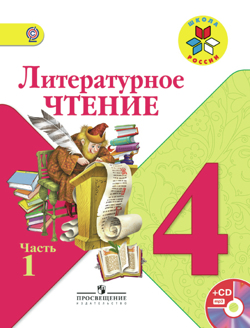 ШКОЛА
РОССИИ
Литературное
ЧТЕНИЕ
4
Часть
1
+CD
mp3
ПРОСВЕЩЕНИЕ
ИЗДАТЕЛЬСТВО